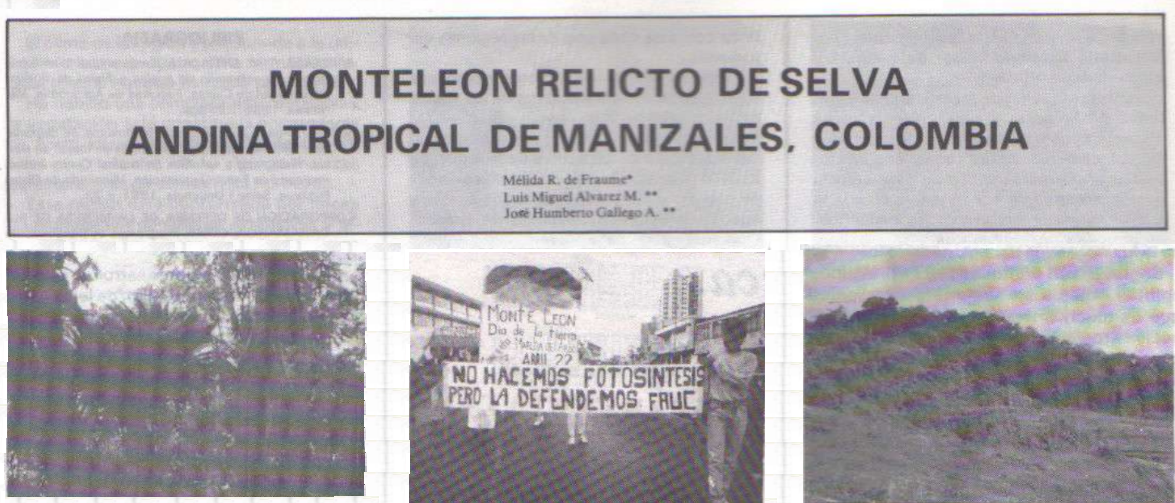 MONTELEON RELICTO DE SELVA
ANDINA TROPICAL DE MANIZALES, COLOMBIA
Mélida R. de Fraume*
Luis Miguel Alvarez M. **
José Humberto Gallego A. **
MONTE LEON
Dia de la tierra
ABRIL 22
NO HACEMOS FOTOSINTESIS
PERO LA DEFENDEMOS FRUC